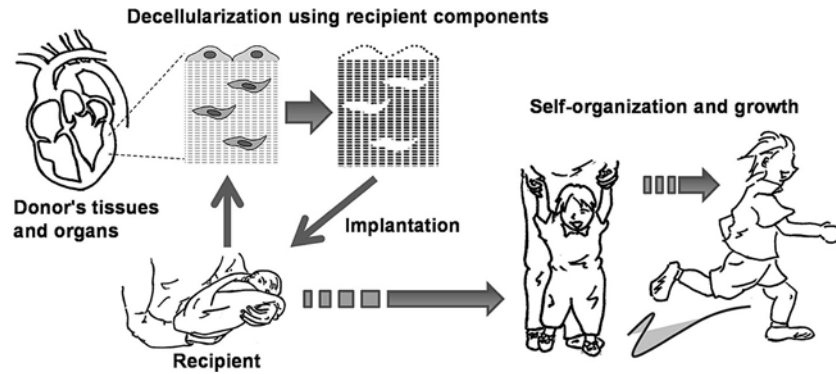 Decellularization using recipient components
Self-organization and growth
Donor's tissues
and organs
Implantation
Recipient